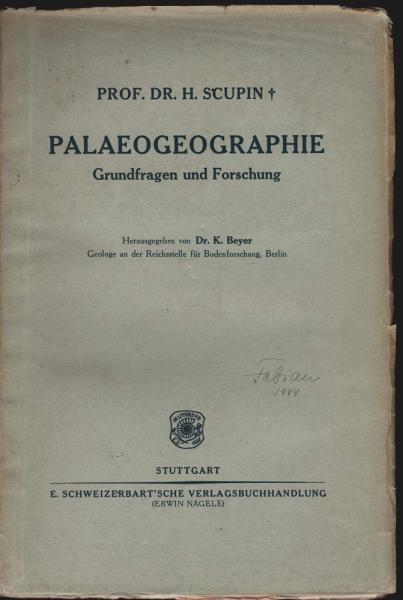 PROF. DR. H. SCUPIN †
PALAEOGEOGRAPHIE
Grundfragen und Forschung
Herausgegeben von Dr. K. Beyer
Geologe an der Reichsstelle für Bodenforschung, Berlin
Fabian
1944
STUTTGART
E. SCHWEIZERBART'SCHE VERLAGSBUCHHANDLUNG
(ERWIN NÄGELE)